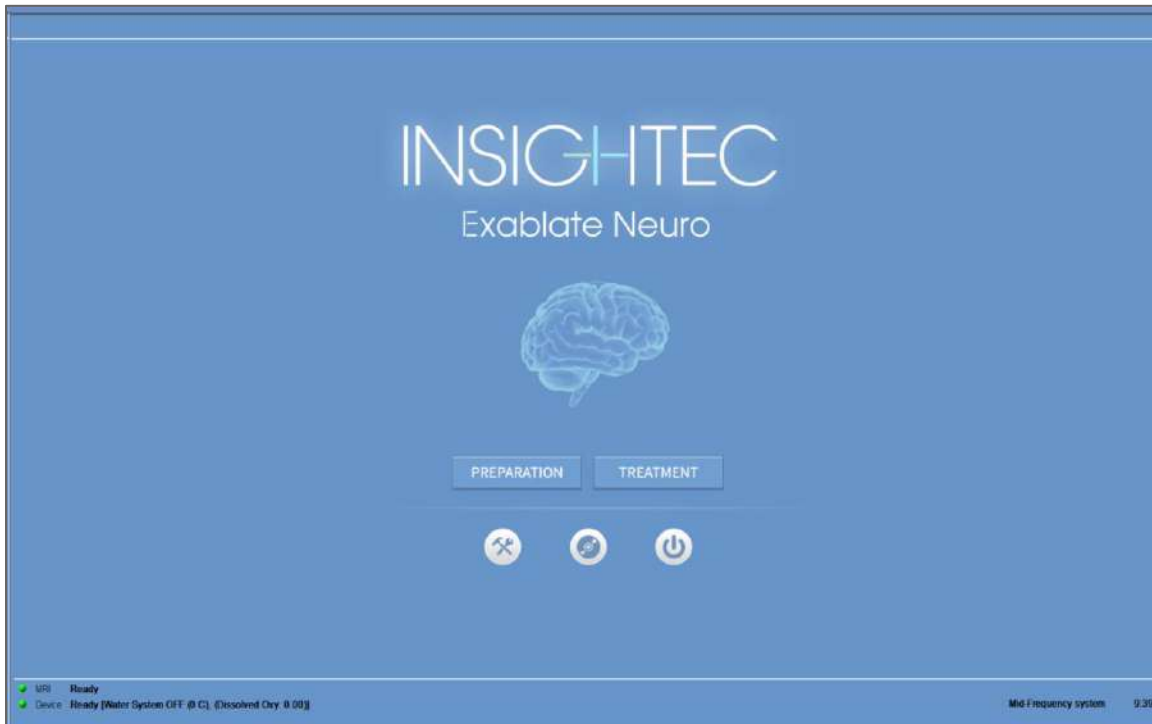 INSIGHTEC
Exablate Neuro
PREPARATION
TREATMENT
MRI Ready
Device Ready [Water System OFF (0 C), (Dissolved Oxy: 0.00)]
Mid-Frequency system